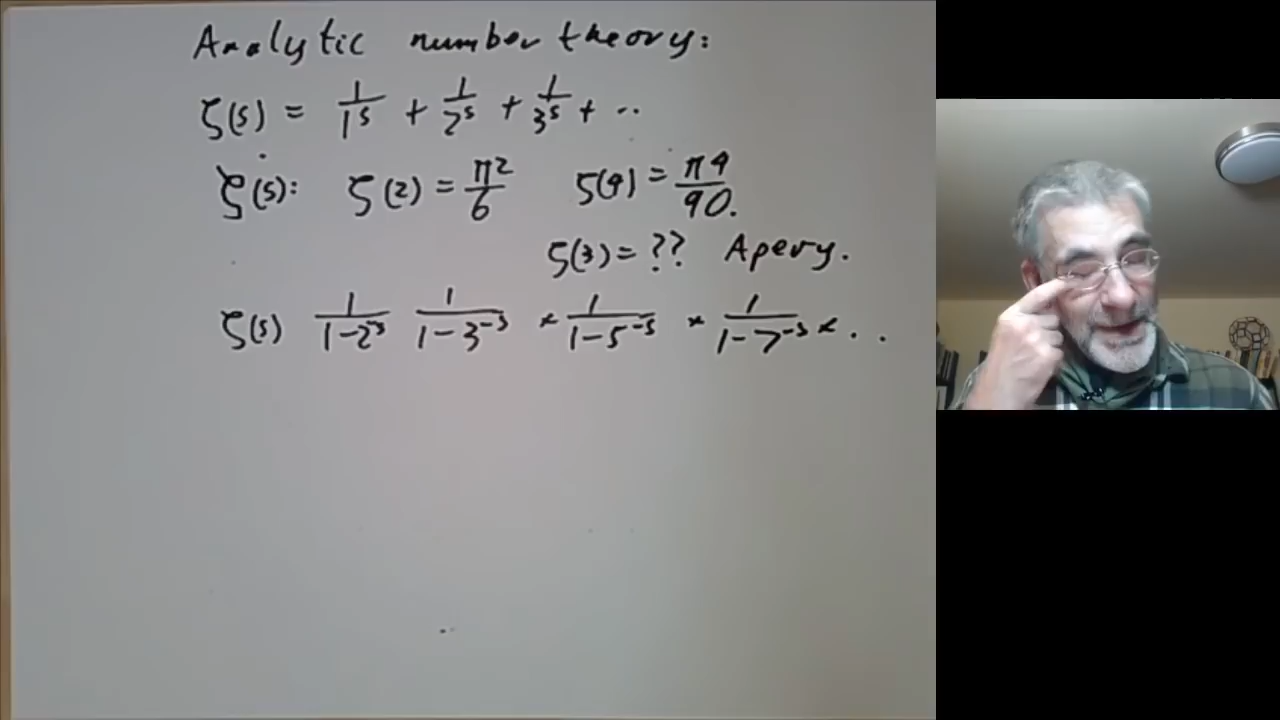 Analytic number theory:
ζ(s) = 1/1^s + 1/2^s + 1/3^s + ..
ζ(s): ζ(2) = π²/6 ζ(4) = π⁴/90.
ζ(3) = ?? Apery.
ζ(s) 1/(1-2^-s) 1/(1-3^-s) × 1/(1-5^-s) × 1/(1-7^-s) × . .